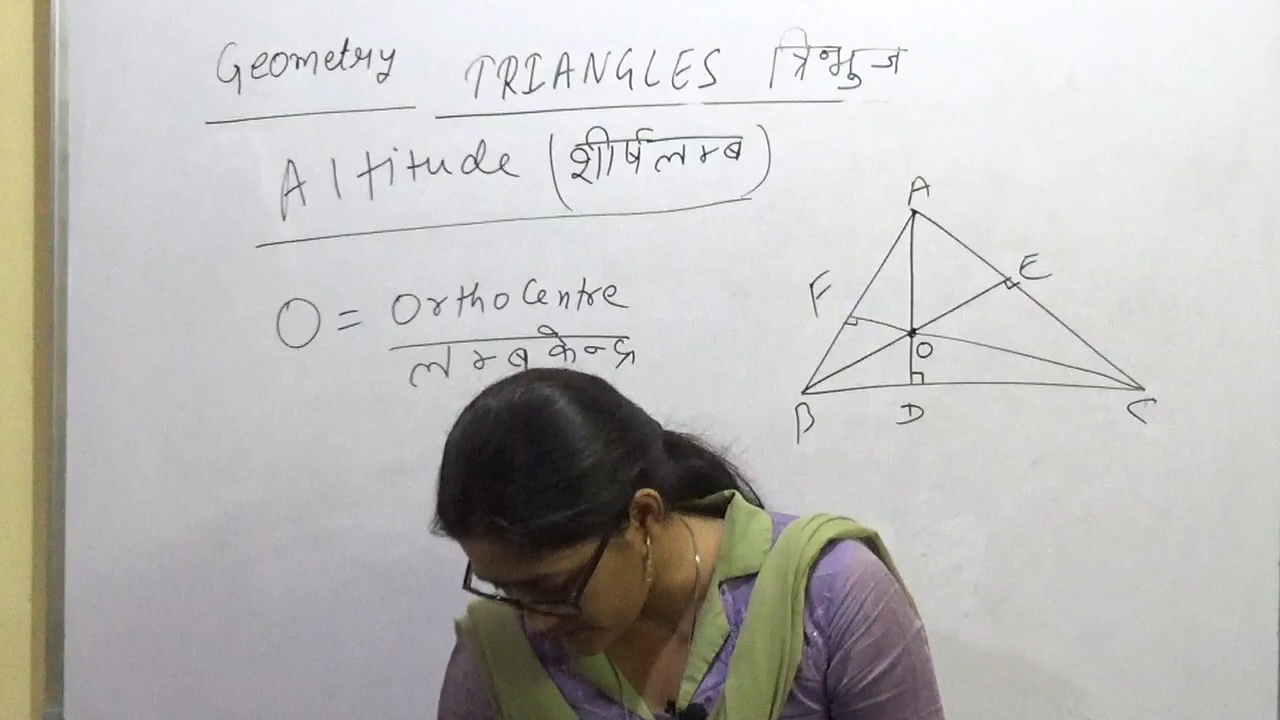 Geometry TRIANGLES त्रिभुज
Altitude (शीर्षलम्ब)
O = Orthocentre
लम्ब केन्द्र
A
F
E
O
B
D
C